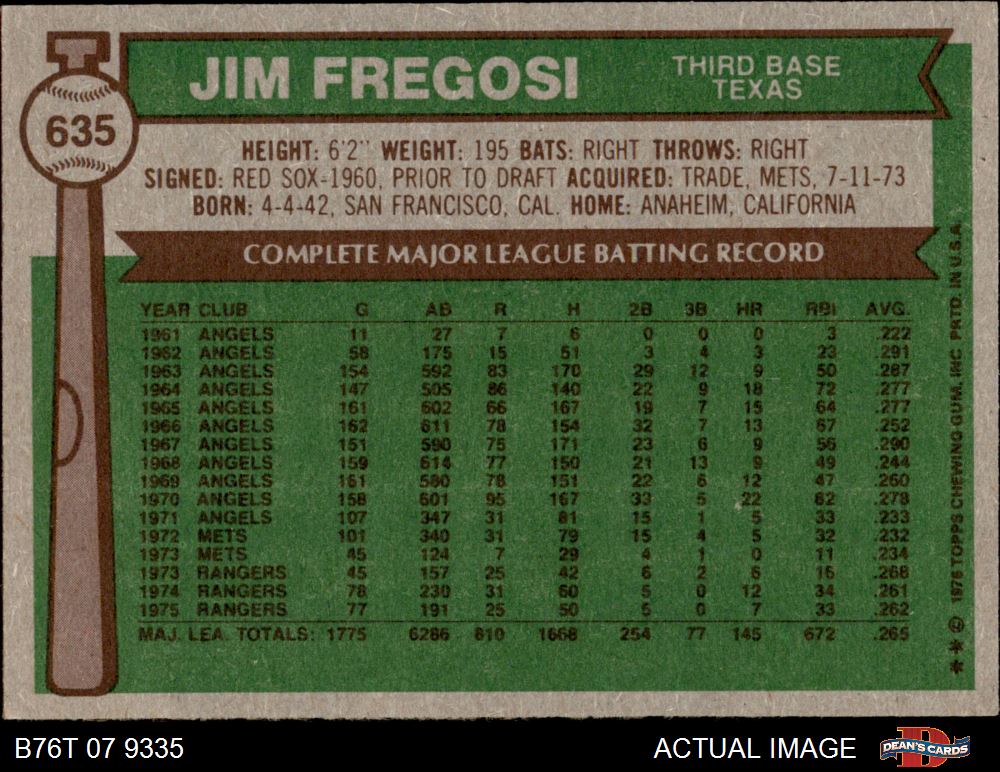 JIM FREGOSI
THIRD BASE
TEXAS
635
HEIGHT: 6'2" WEIGHT: 195 BATS: RIGHT THROWS: RIGHT
SIGNED: RED SOX-1960, PRIOR TO DRAFT ACQUIRED: TRADE, METS, 7-11-73
BORN: 4-4-42, SAN FRANCISCO, CAL. HOME: ANAHEIM, CALIFORNIA
COMPLETE MAJOR LEAGUE BATTING RECORD
YEAR CLUB G AB R H 2B 3B HR RBI AVG.
1961 ANGELS 11 27 7 6 0 0 0 3 .222
1962 ANGELS 58 175 15 51 3 4 3 23 .291
1963 ANGELS 154 592 83 170 29 12 9 50 .287
1964 ANGELS 147 505 86 140 22 9 18 72 .277
1965 ANGELS 161 602 66 167 19 7 15 64 .277
1966 ANGELS 162 611 78 154 32 7 13 67 .252
1967 ANGELS 151 590 75 171 23 6 9 56 .290
1968 ANGELS 159 614 77 150 21 13 9 49 .244
1969 ANGELS 161 580 78 151 22 6 12 47 .260
1970 ANGELS 158 601 95 167 33 5 22 82 .278
1971 ANGELS 107 347 31 81 15 1 5 33 .233
1972 METS 101 340 31 79 15 4 5 32 .232
1973 METS 45 124 7 29 4 1 0 11 .234
1973 RANGERS 45 157 25 42 6 2 6 16 .268
1974 RANGERS 78 230 31 60 5 0 12 34 .261
1975 RANGERS 77 191 25 50 5 0 7 33 .262
MAJ. LEA. TOTALS: 1775 6286 810 1668 254 77 145 672 .265
** © 1976 TOPPS CHEWING GUM, INC. PRTD. IN U.S.A.
B76T 07 9335
ACTUAL IMAGE
DEAN'S CARDS